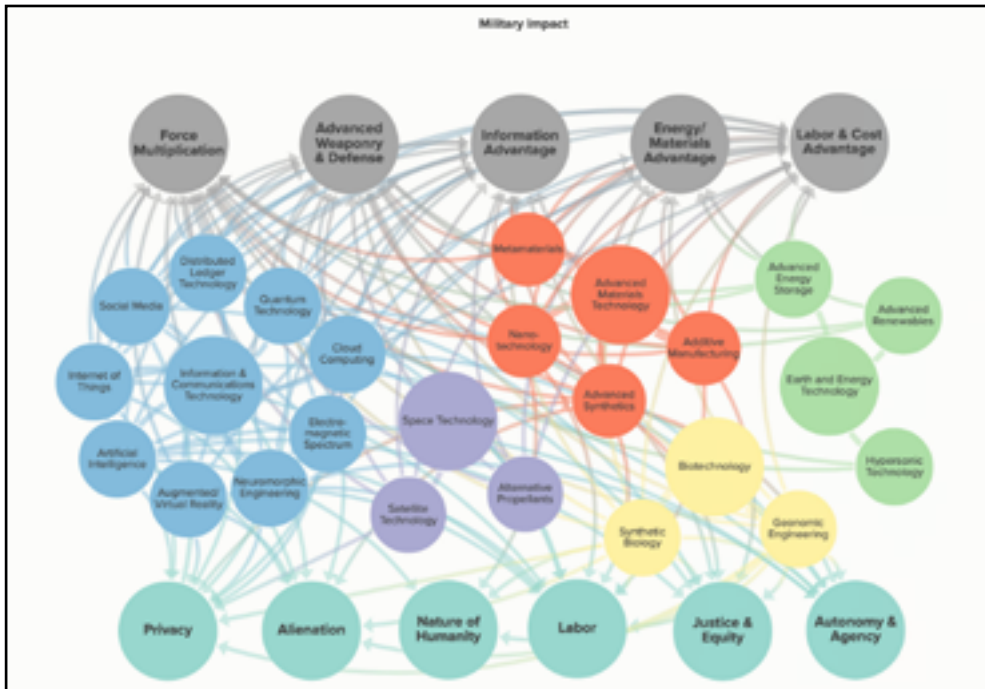 Military Impact
Force
Multiplication
Advanced
Weaponry
& Defense
Information
Advantage
Energy/
Materials
Advantage
Labor & Cost
Advantage
Metamaterials
Distributed
Ledger
Technology
Advanced
Materials
Technology
Advanced
Energy
Storage
Social Media
Quantum
Technology
Advanced
Renewables
Nano-
technology
Additive
Manufacturing
Cloud
Computing
Internet of
Things
Information &
Communications
Technology
Earth and Energy
Technology
Advanced
Synthetics
Space Technology
Electro-
magnetic
Spectrum
Artificial
Intelligence
Biotechnology
Hypersonic
Technology
Neuromorphic
Engineering
Augmented/
Virtual Reality
Alternative
Propellants
Satellite
Technology
Synthetic
Biology
Geonomic
Engineering
Privacy
Alienation
Nature of
Humanity
Labor
Justice &
Equity
Autonomy &
Agency